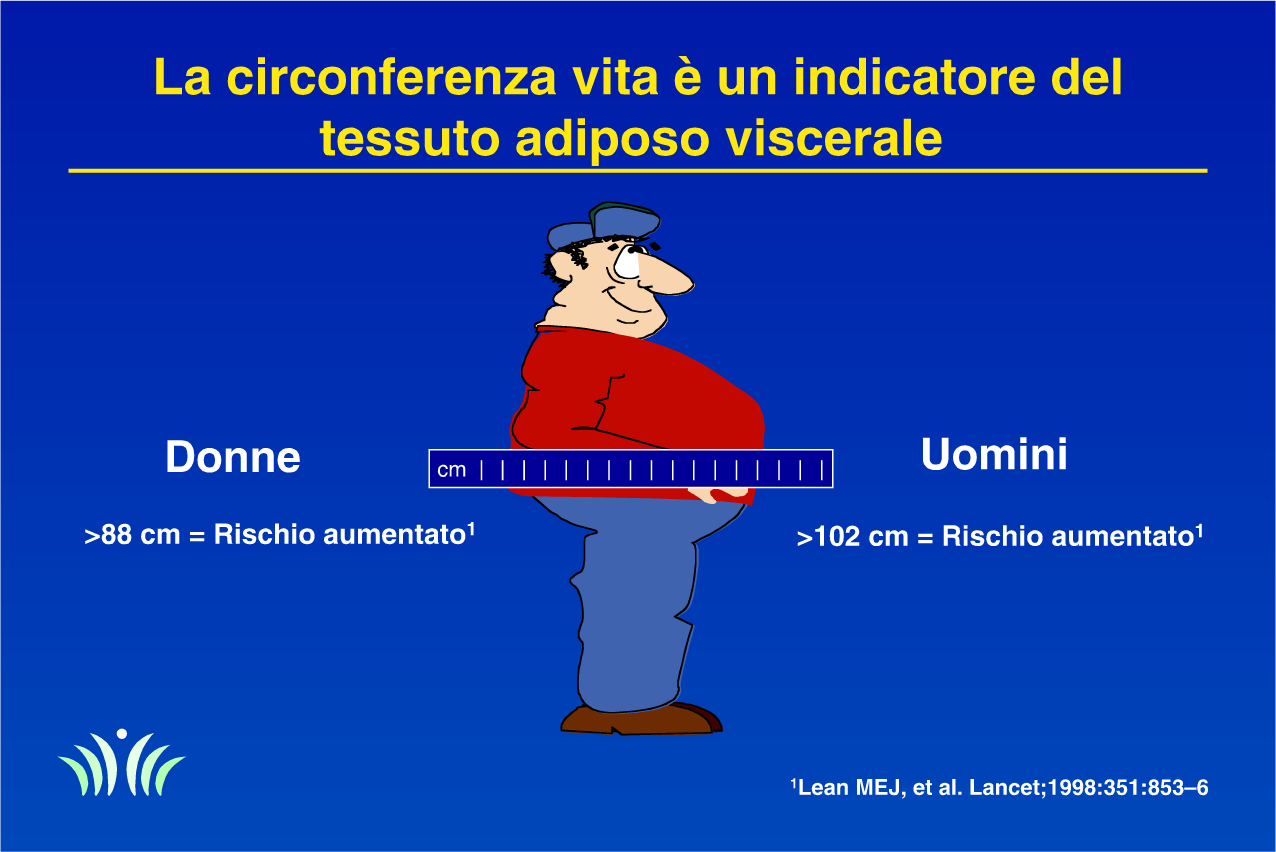 La circonferenza vita è un indicatore del
tessuto adiposo viscerale
Donne
>88 cm = Rischio aumentato¹
cm
Uomini
>102 cm = Rischio aumentato¹
¹Lean MEJ, et al. Lancet;1998:351:853–6